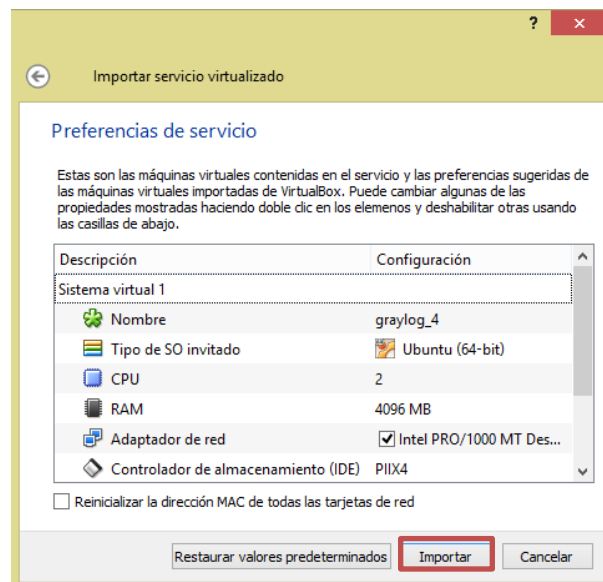 ?
Importar servicio virtualizado
Preferencias de servicio
Estas son las máquinas virtuales contenidas en el servicio y las preferencias sugeridas de
las máquinas virtuales importadas de VirtualBox. Puede cambiar algunas de las
propiedades mostradas haciendo doble clic en los elemenos y deshabilitar otras usando
las casillas de abajo.
Descripción Configuración
Sistema virtual 1
Nombre graylog_4
Tipo de SO invitado Ubuntu (64-bit)
CPU 2
RAM 4096 MB
Adaptador de red Intel PRO/1000 MT Des...
Controlador de almacenamiento (IDE) PIIX4
Reinicializar la dirección MAC de todas las tarjetas de red
Restaurar valores predeterminados Importar Cancelar